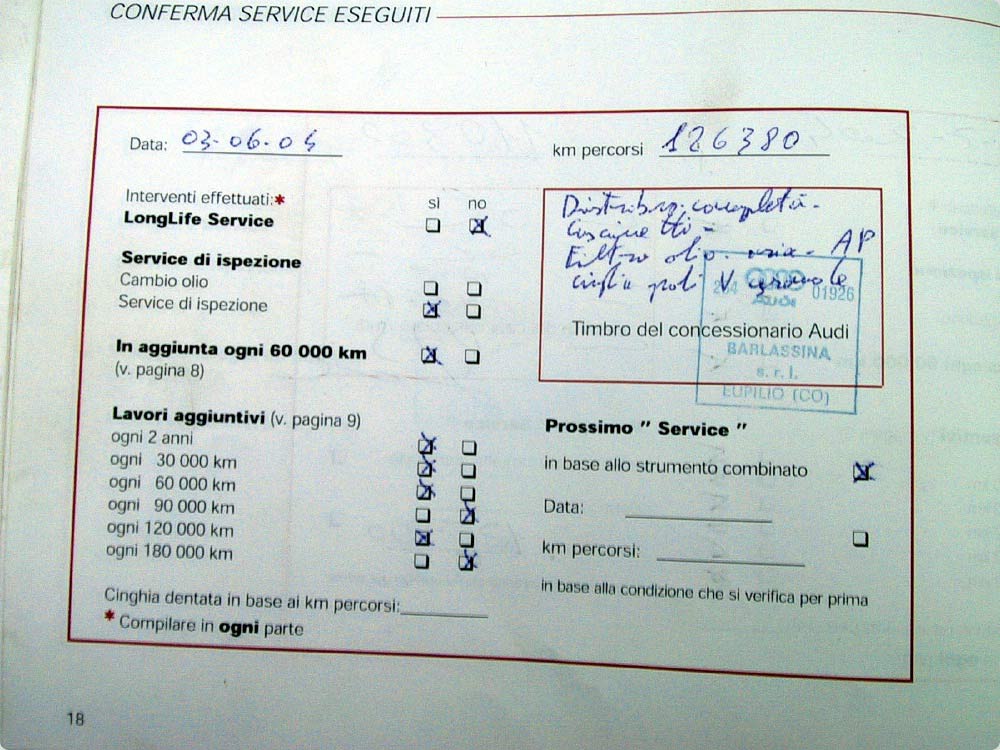 CONFERMA SERVICE ESEGUITI
Data: 03-06-04
km percorsi 126380
Interventi effettuati:*
sì no
LongLife Service
Service di ispezione
Cambio olio
Service di ispezione
In aggiunta ogni 60 000 km
(v. pagina 8)
Lavori aggiuntivi (v. pagina 9)
ogni 2 anni
ogni 30 000 km
ogni 60 000 km
ogni 90 000 km
ogni 120 000 km
ogni 180 000 km
Cinghia dentata in base ai km percorsi:
* Compilare in ogni parte
completa -
Filtro olio - AP
Timbro del concessionario Audi
264 01926
Audi
BARLASSINA
s.r.l.
EUPILIO (CO)
Prossimo " Service "
in base allo strumento combinato
Data:
km percorsi:
in base alla condizione che si verifica per prima
18